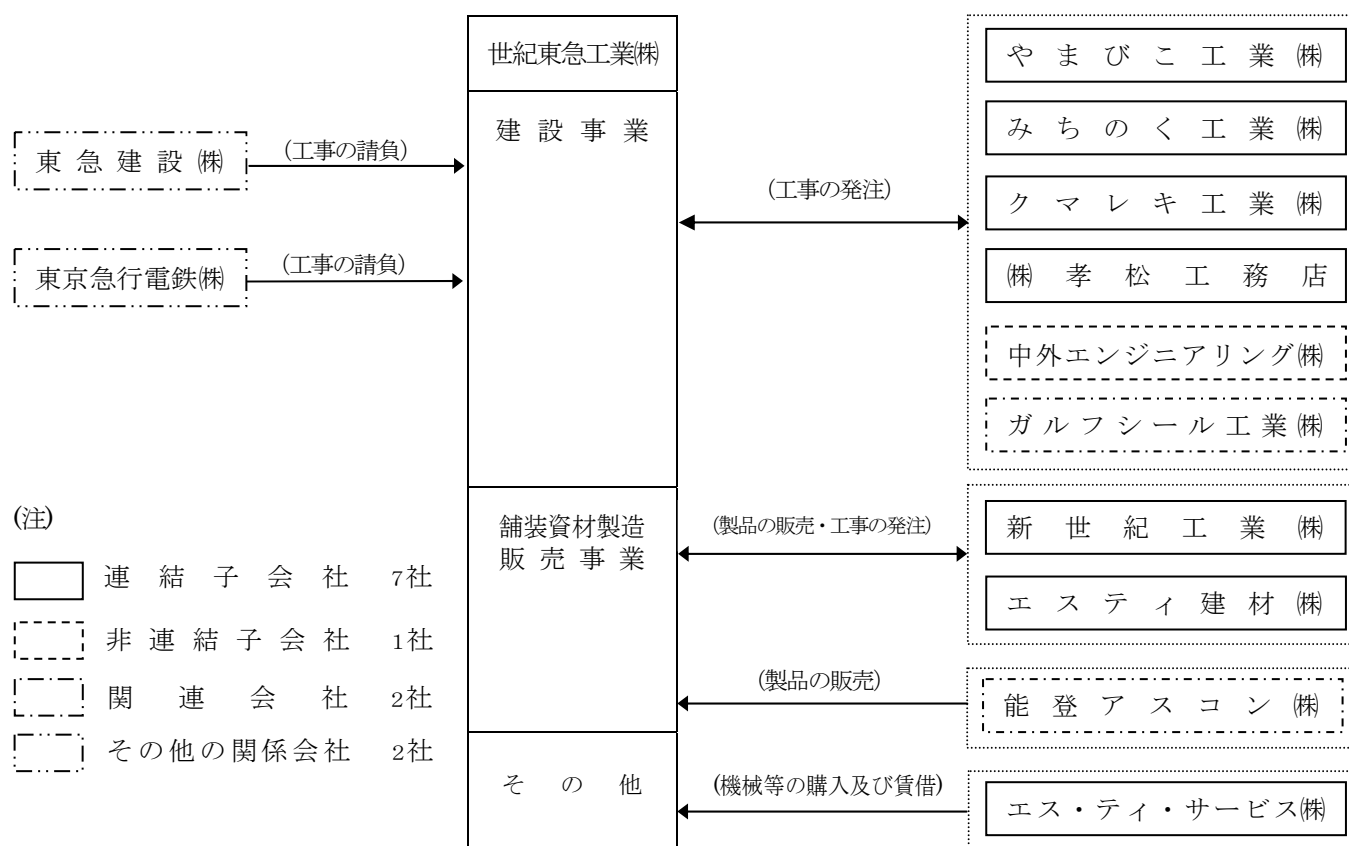 世紀東急工業㈱
建設事業
東急建設㈱
(工事の請負)
東京急行電鉄㈱
(工事の請負)
(工事の発注)
やまびこ工業㈱
みちのく工業㈱
クマレキ工業㈱
㈱孝松工務店
中外エンジニアリング㈱
ガルフシール工業㈱
舗装資材製造
販売事業
(製品の販売・工事の発注)
新世紀工業㈱
エスティ建材㈱
(製品の販売)
能登アスコン㈱
その他
(機械等の購入及び賃借)
エス・ティ・サービス㈱
(注)
連結子会社 7社
非連結子会社 1社
関連会社 2社
その他の関係会社 2社